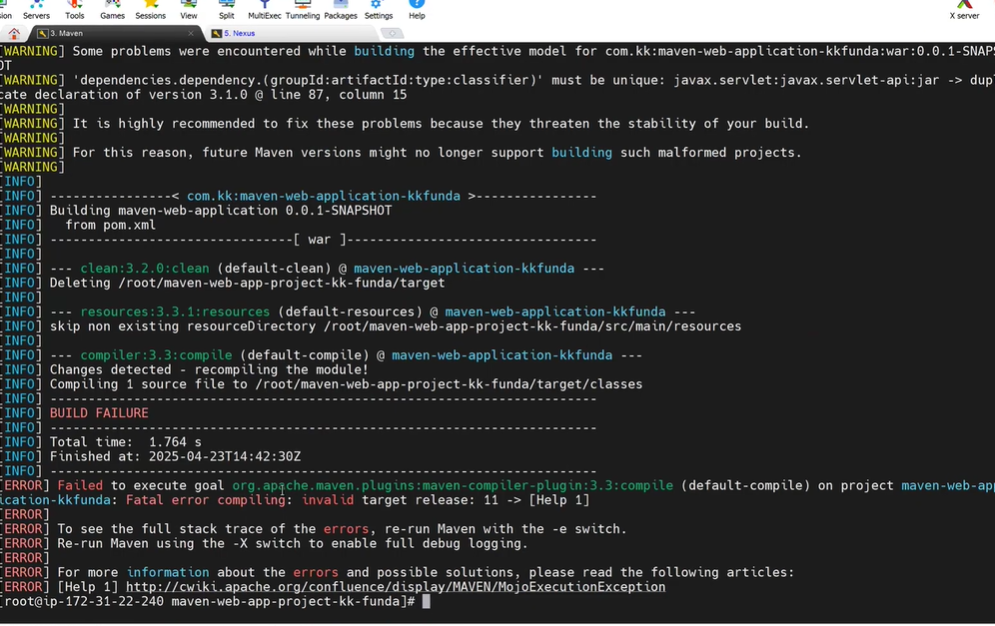 Servers Tools Games Sessions View Split MultiExec Tunneling Packages Settings Help X server
3. Maven 5. Nexus
[WARNING] Some problems were encountered while building the effective model for com.kk:maven-web-application-kkfunda:war:0.0.1-SNAPS
OT
[WARNING] 'dependencies.dependency.(groupId:artifactId:type:classifier)' must be unique: javax.servlet:javax.servlet-api:jar -> dupl
cate declaration of version 3.1.0 @ line 87, column 15
[WARNING]
[WARNING] It is highly recommended to fix these problems because they threaten the stability of your build.
[WARNING]
[WARNING] For this reason, future Maven versions might no longer support building such malformed projects.
[WARNING]
[INFO]
[INFO] ----------------< com.kk:maven-web-application-kkfunda >----------------
[INFO] Building maven-web-application 0.0.1-SNAPSHOT
[INFO]   from pom.xml
[INFO] --------------------------------[ war ]---------------------------------
[INFO]
[INFO] --- clean:3.2.0:clean (default-clean) @ maven-web-application-kkfunda ---
[INFO] Deleting /root/maven-web-app-project-kk-funda/target
[INFO]
[INFO] --- resources:3.3.1:resources (default-resources) @ maven-web-application-kkfunda ---
[INFO] skip non existing resourceDirectory /root/maven-web-app-project-kk-funda/src/main/resources
[INFO]
[INFO] --- compiler:3.3:compile (default-compile) @ maven-web-application-kkfunda ---
[INFO] Changes detected - recompiling the module!
[INFO] Compiling 1 source file to /root/maven-web-app-project-kk-funda/target/classes
[INFO] ------------------------------------------------------------------------
[INFO] BUILD FAILURE
[INFO] ------------------------------------------------------------------------
[INFO] Total time:  1.764 s
[INFO] Finished at: 2025-04-23T14:42:30Z
[INFO] ------------------------------------------------------------------------
[ERROR] Failed to execute goal org.apache.maven.plugins:maven-compiler-plugin:3.3:compile (default-compile) on project maven-web-app
ication-kkfunda: Fatal error compiling: invalid target release: 11 -> [Help 1]
[ERROR]
[ERROR] To see the full stack trace of the errors, re-run Maven with the -e switch.
[ERROR] Re-run Maven using the -X switch to enable full debug logging.
[ERROR]
[ERROR] For more information about the errors and possible solutions, please read the following articles:
[ERROR] [Help 1] http://cwiki.apache.org/confluence/display/MAVEN/MojoExecutionException
[root@ip-172-31-22-240 maven-web-app-project-kk-funda]#